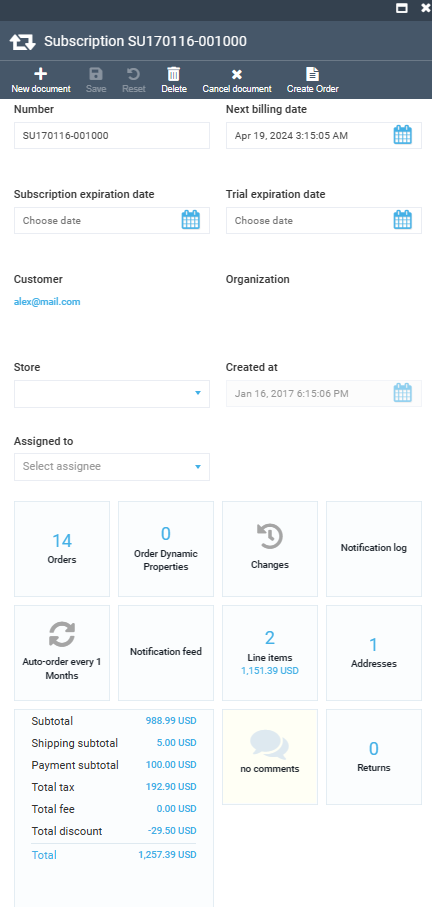 Subscription SU170116-001000
New document Save Reset Delete Cancel document Create Order
Number Next billing date
SU170116-001000 Apr 19, 2024 3:15:05 AM
Subscription expiration date Trial expiration date
Choose date Choose date
Customer Organization
alex@mail.com
Store Created at
Jan 16, 2017 6:15:06 PM
Assigned to
Select assignee
14
Orders
0
Order Dynamic
Properties
Changes
Notification log
Auto-order every 1
Months
Notification feed
2
Line items
1,151.39 USD
1
Addresses
Subtotal 988.99 USD
Shipping subtotal 5.00 USD
Payment subtotal 100.00 USD
Total tax 192.90 USD
Total fee 0.00 USD
Total discount -29.50 USD
Total 1,257.39 USD
no comments
0
Returns